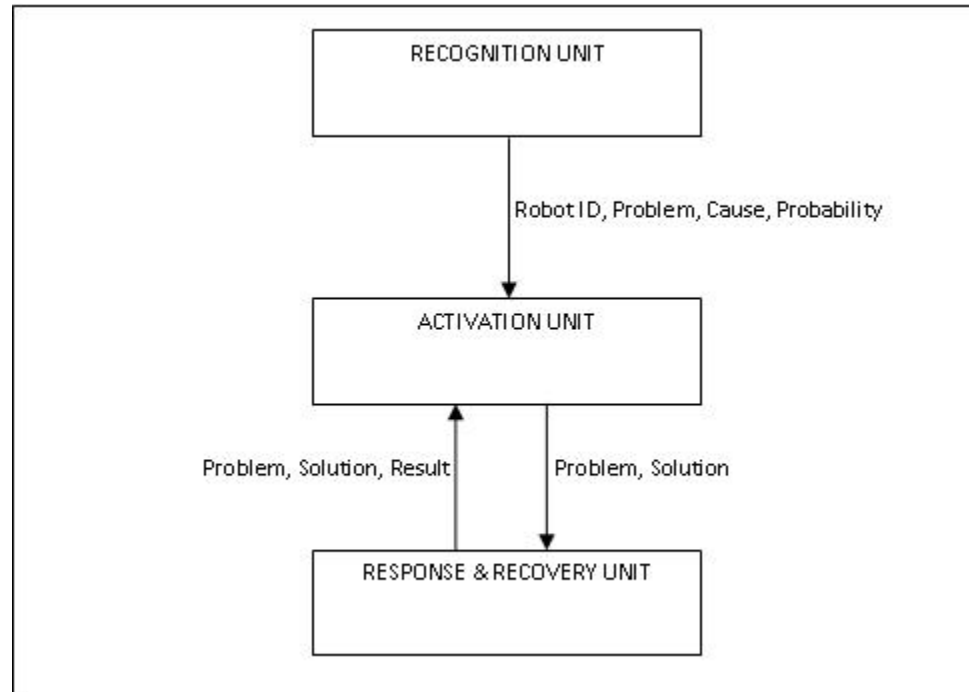 RECOGNITION UNIT
Robot ID, Problem, Cause, Probability
ACTIVATION UNIT
Problem, Solution, Result
Problem, Solution
RESPONSE & RECOVERY UNIT